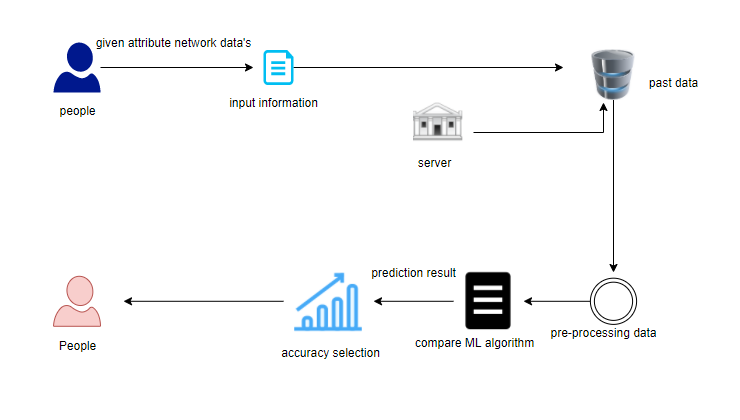 given attribute network data's
people
input information
past data
server
prediction result
pre-processing data
compare ML algorithm
accuracy selection
People